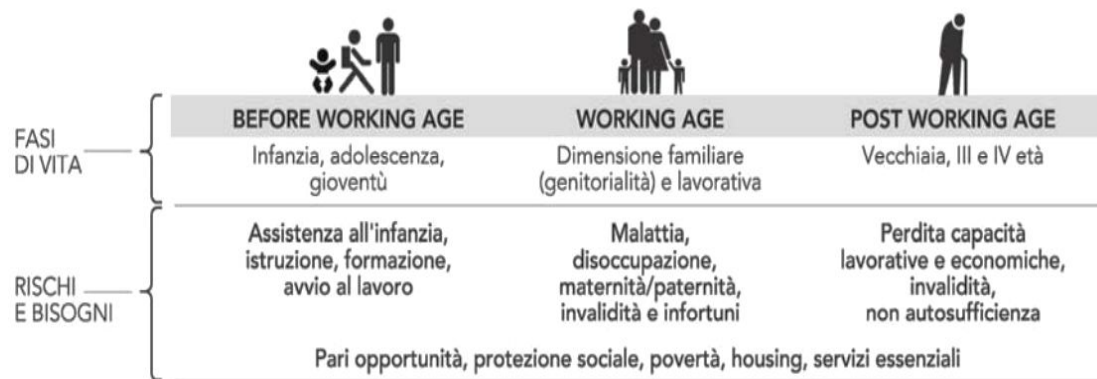 BEFORE WORKING AGE
WORKING AGE
POST WORKING AGE
FASI
DI VITA
Infanzia, adolescenza,
gioventù
Dimensione familiare
(genitorialità) e lavorativa
Vecchiaia, III e IV età
RISCHI
E BISOGNI
Assistenza all'infanzia,
istruzione, formazione,
avvio al lavoro
Malattia,
disoccupazione,
maternità/paternità,
invalidità e infortuni
Perdita capacità
lavorative e economiche,
invalidità,
non autosufficienza
Pari opportunità, protezione sociale, povertà, housing, servizi essenziali